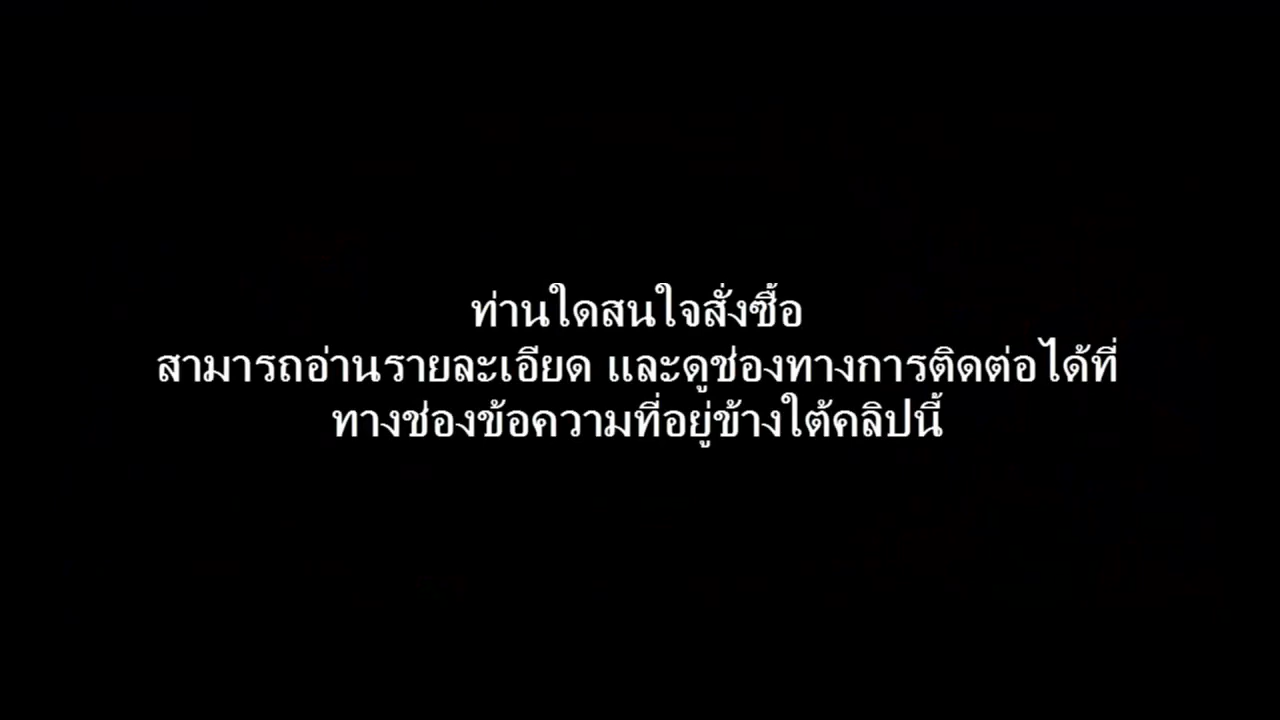 ท่านใดสนใจสั่งซื้อ
สามารถอ่านรายละเอียด และดูช่องทางการติดต่อได้ที่
ทางช่องข้อความที่อยู่ข้างใต้คลิปนี้